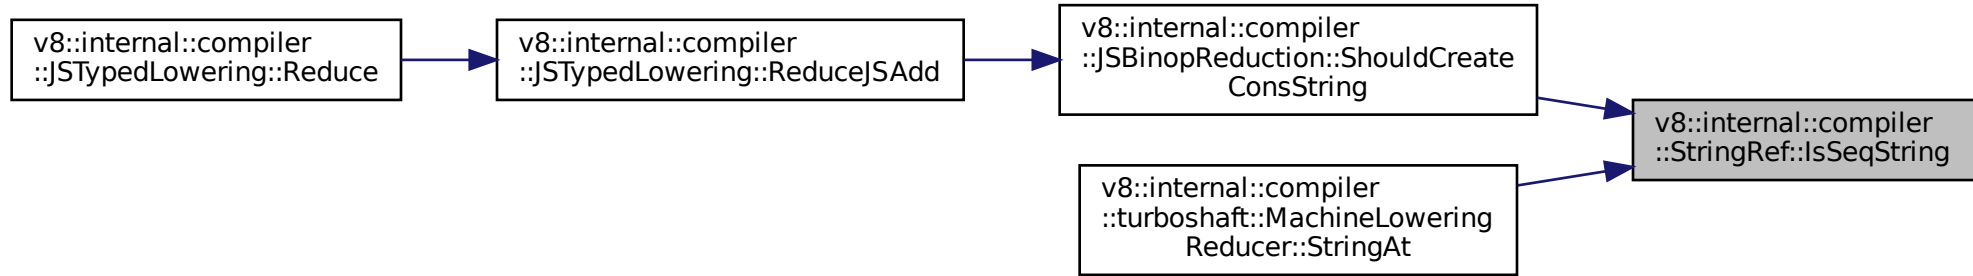 v8::internal::compiler
::JSTypedLowering::Reduce
v8::internal::compiler
::JSTypedLowering::ReduceJSAdd
v8::internal::compiler
::JSBinopReduction::ShouldCreate
ConsString
v8::internal::compiler
::StringRef::IsSeqString
v8::internal::compiler
::turboshaft::MachineLowering
Reducer::StringAt